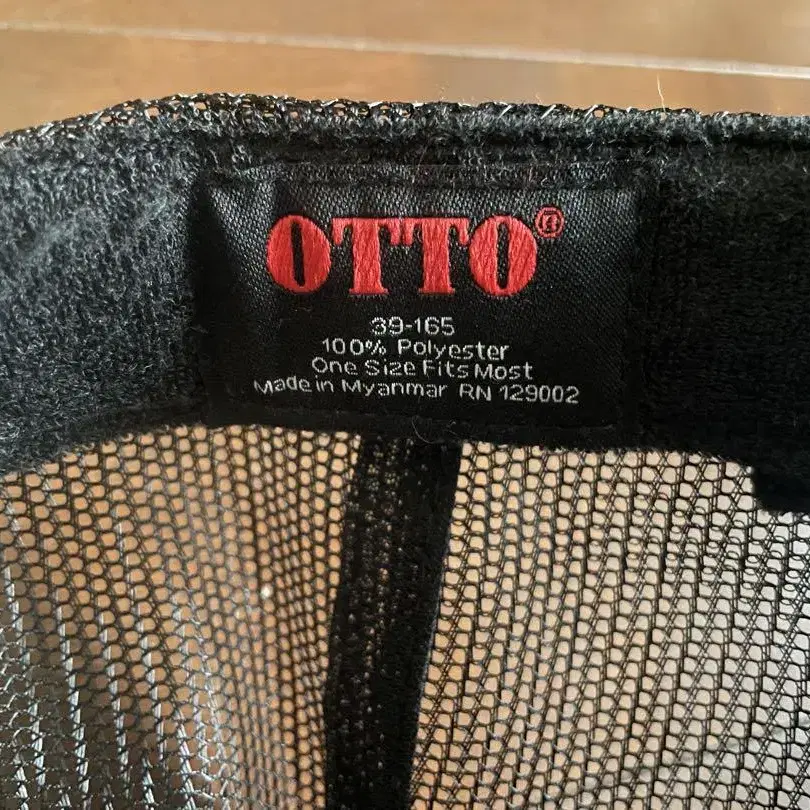 OTTO®
39-165
100% Polyester
One Size Fits Most
Made in Myanmar RN 129002